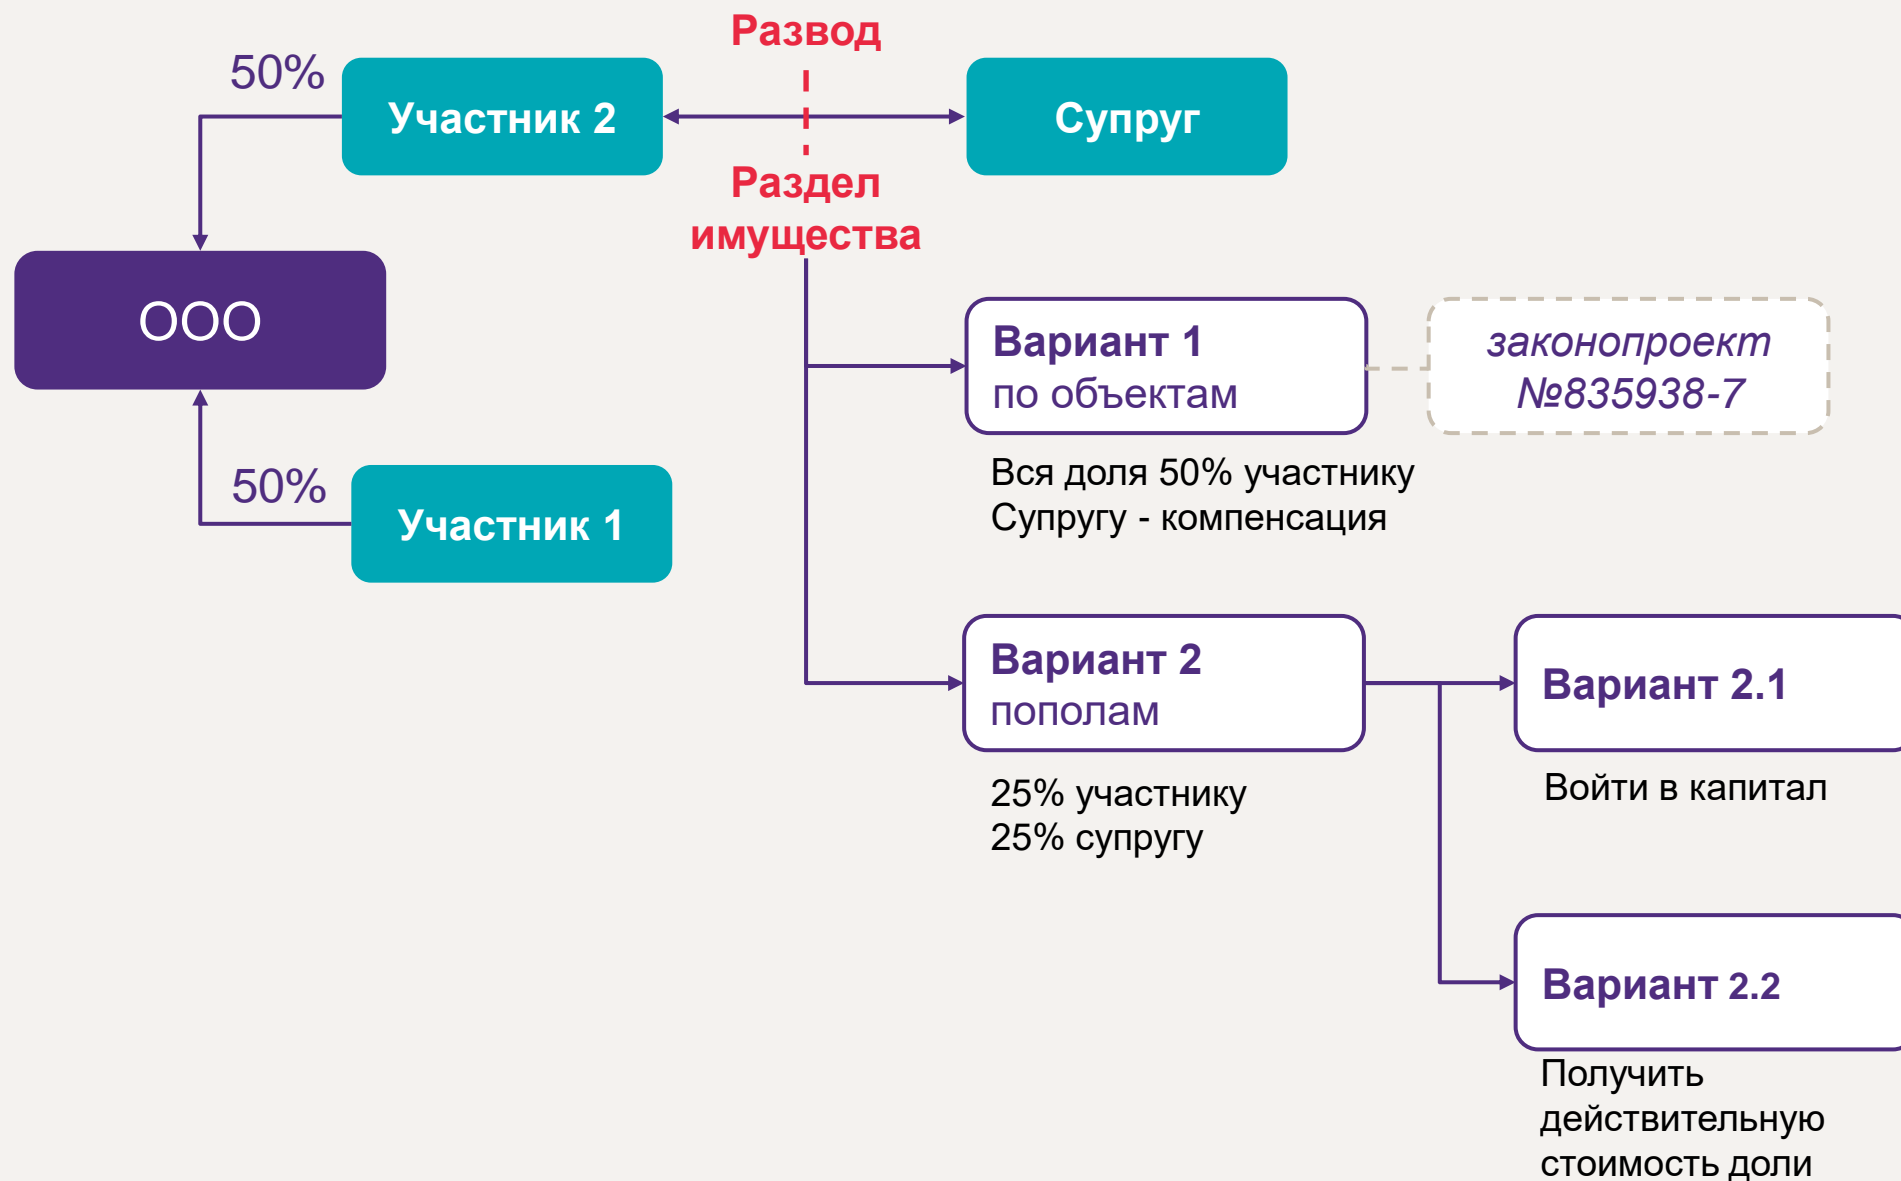 Развод
50%
Участник 2
Супруг
Раздел
имущества
ООО
Вариант 1
по объектам
законопроект
№835938-7
50%
Участник 1
Вся доля 50% участнику
Супругу - компенсация
Вариант 2
пополам
Вариант 2.1
25% участнику
25% супругу
Войти в капитал
Вариант 2.2
Получить
действительную
стоимость доли